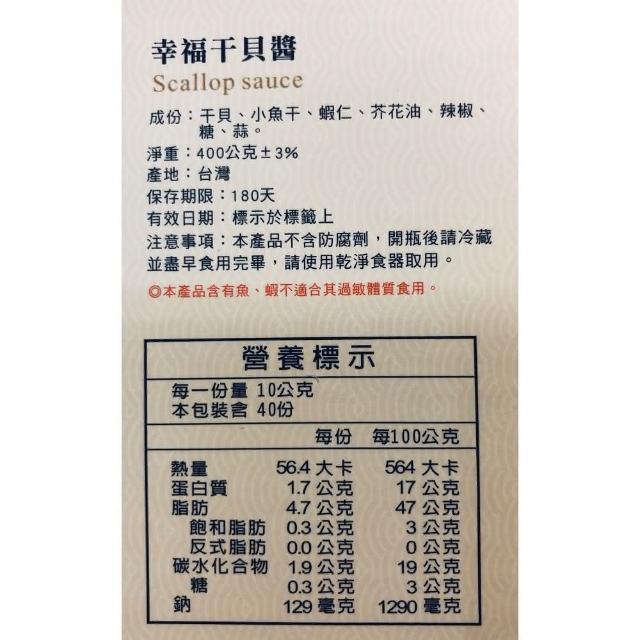 幸福干貝醬
Scallop sauce
成份：干貝、小魚干、蝦仁、芥花油、辣椒、
糖、蒜。
淨重：400公克±3%
產地：台灣
保存期限：180天
有效日期：標示於標籤上
注意事項：本產品不含防腐劑，開瓶後請冷藏
並盡早食用完畢，請使用乾淨食器取用。
◎本產品含有魚、蝦不適合其過敏體質食用。
營養標示
每一份量 10公克
本包裝含 40份
每份 每100公克
熱量 56.4 大卡 564 大卡
蛋白質 1.7 公克 17 公克
脂肪 4.7 公克 47 公克
飽和脂肪 0.3 公克 3 公克
反式脂肪 0.0 公克 0 公克
碳水化合物 1.9 公克 19 公克
糖 0.3 公克 3 公克
鈉 129 毫克 1290 毫克